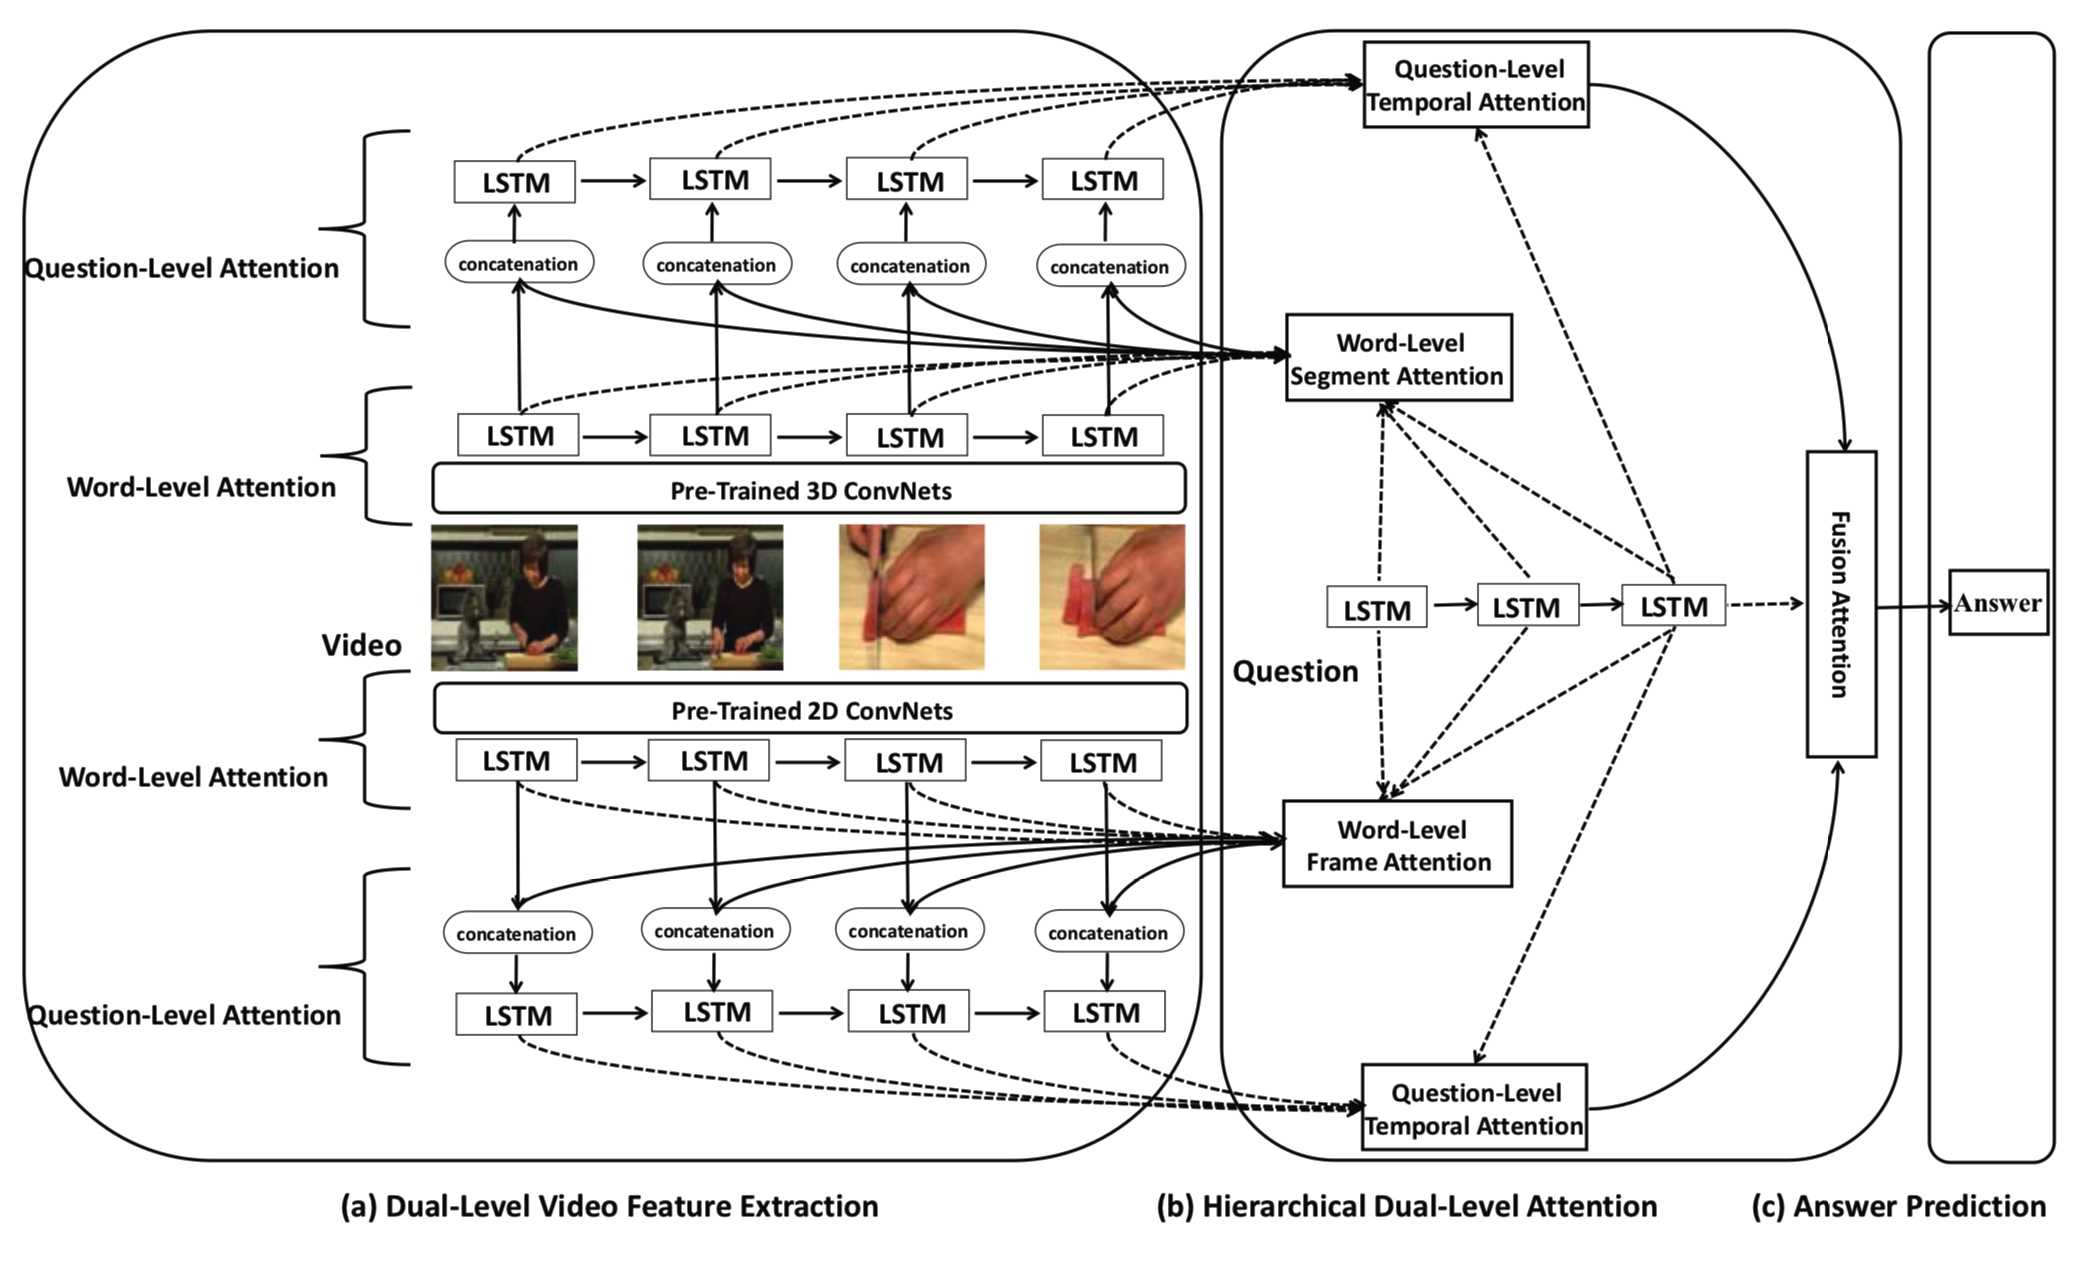 Question-Level
Temporal Attention
LSTM LSTM LSTM LSTM
concatenation concatenation concatenation concatenation
Question-Level Attention
Word-Level
Segment Attention
LSTM LSTM LSTM LSTM
Word-Level Attention
Pre-Trained 3D ConvNets
Video
LSTM LSTM LSTM
Question
Fusion Attention
Answer
Pre-Trained 2D ConvNets
LSTM LSTM LSTM LSTM
Word-Level Attention
Word-Level
Frame Attention
concatenation concatenation concatenation concatenation
LSTM LSTM LSTM LSTM
Question-Level Attention
Question-Level
Temporal Attention
(a) Dual-Level Video Feature Extraction
(b) Hierarchical Dual-Level Attention
(c) Answer Prediction